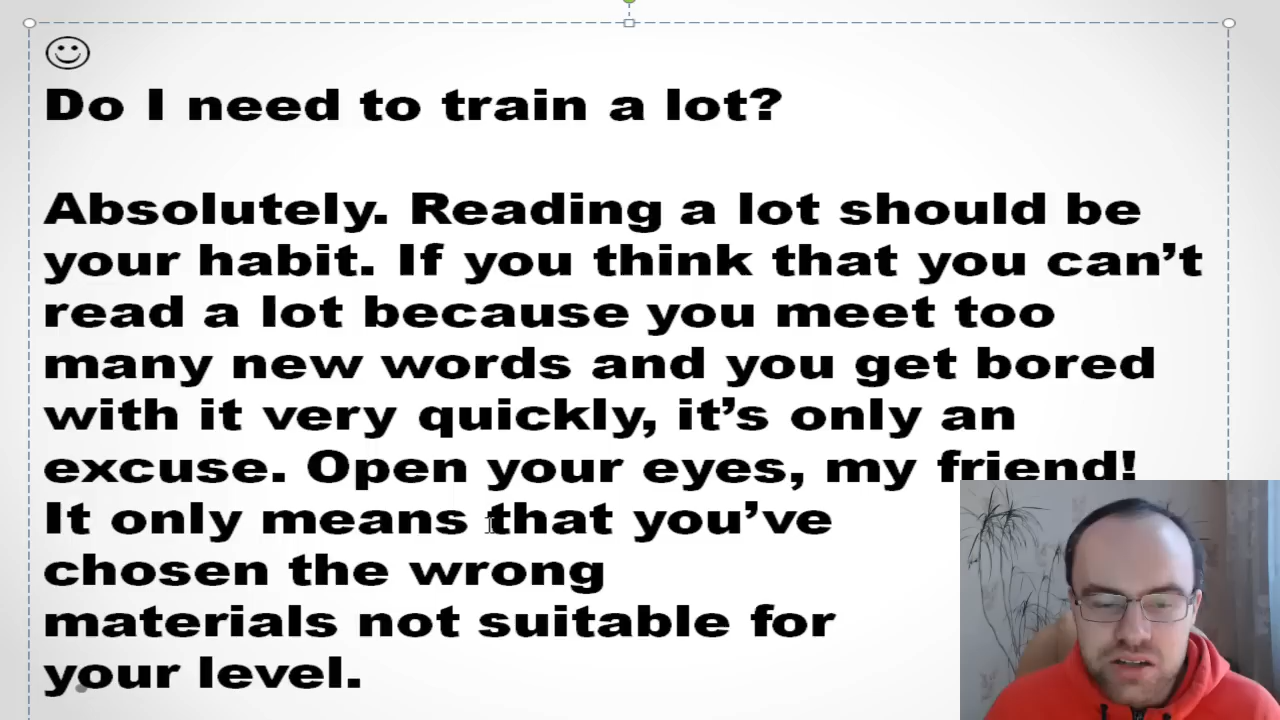 Do I need to train a lot?
Absolutely. Reading a lot should be
your habit. If you think that you can’t
read a lot because you meet too
many new words and you get bored
with it very quickly, it’s only an
excuse. Open your eyes, my friend!
It only means that you’ve
chosen the wrong
materials not suitable for
your level.